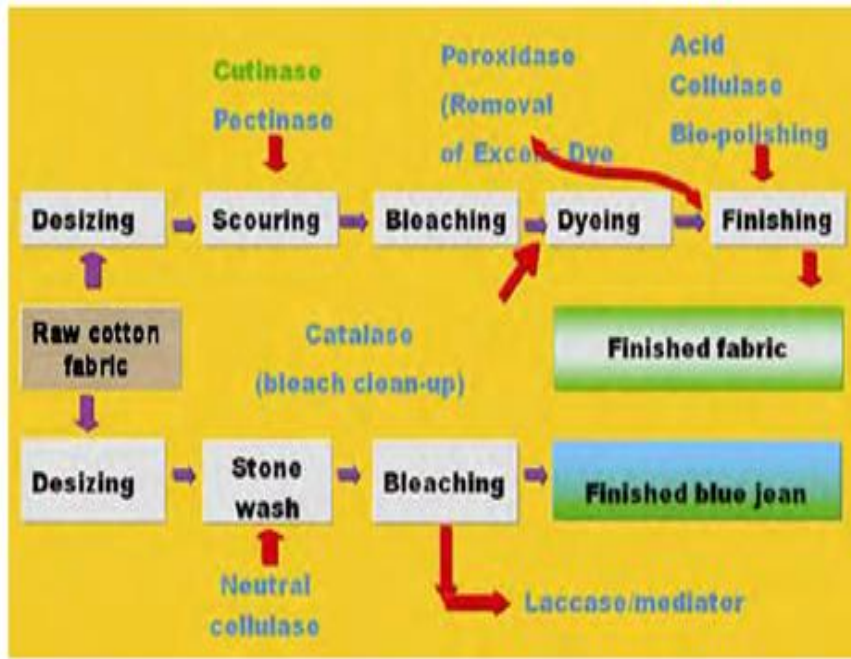 Cutinase
Pectinase
Peroxidase
(Removal
of Excess Dye
Acid
Cellulase
Bio-polishing
Desizing
Scouring
Bleaching
Dyeing
Finishing
Raw cotton
fabric
Catalase
(bleach clean-up)
Finished fabric
Desizing
Stone
wash
Bleaching
Finished blue jean
Neutral
cellulase
Laccase/mediator